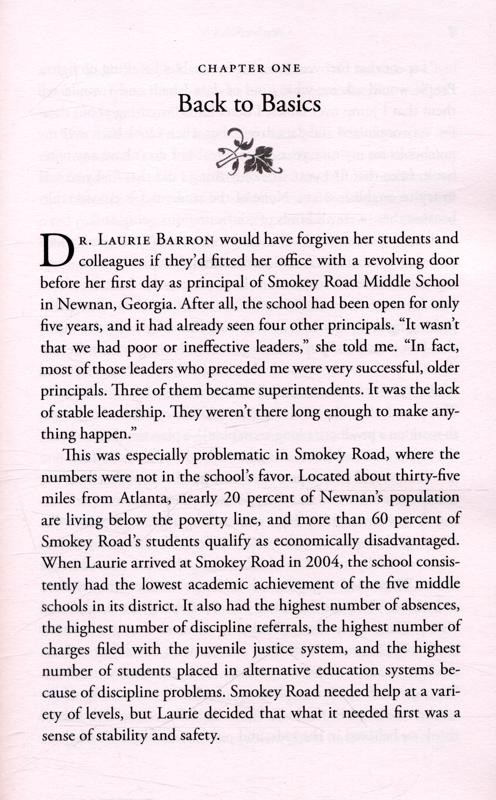 CHAPTER ONE
Back to Basics
DR. LAURIE BARRON would have forgiven her students and
colleagues if they'd fitted her office with a revolving door
before her first day as principal of Smokey Road Middle School
in Newnan, Georgia. After all, the school had been open for only
five years, and it had already seen four other principals. “It wasn't
that we had poor or ineffective leaders,” she told me. “In fact,
most of those leaders who preceded me were very successful, older
principals. Three of them became superintendents. It was the lack
of stable leadership. They weren't there long enough to make any-
thing happen.”
This was especially problematic in Smokey Road, where the
numbers were not in the school's favor. Located about thirty-five
miles from Atlanta, nearly 20 percent of Newnan's population
are living below the poverty line, and more than 60 percent of
Smokey Road's students qualify as economically disadvantaged.
When Laurie arrived at Smokey Road in 2004, the school consis-
tently had the lowest academic achievement of the five middle
schools in its district. It also had the highest number of absences,
the highest number of discipline referrals, the highest number of
charges filed with the juvenile justice system, and the highest
number of students placed in alternative education systems be-
cause of discipline problems. Smokey Road needed help at a vari-
ety of levels, but Laurie decided that what it needed first was a
sense of stability and safety.